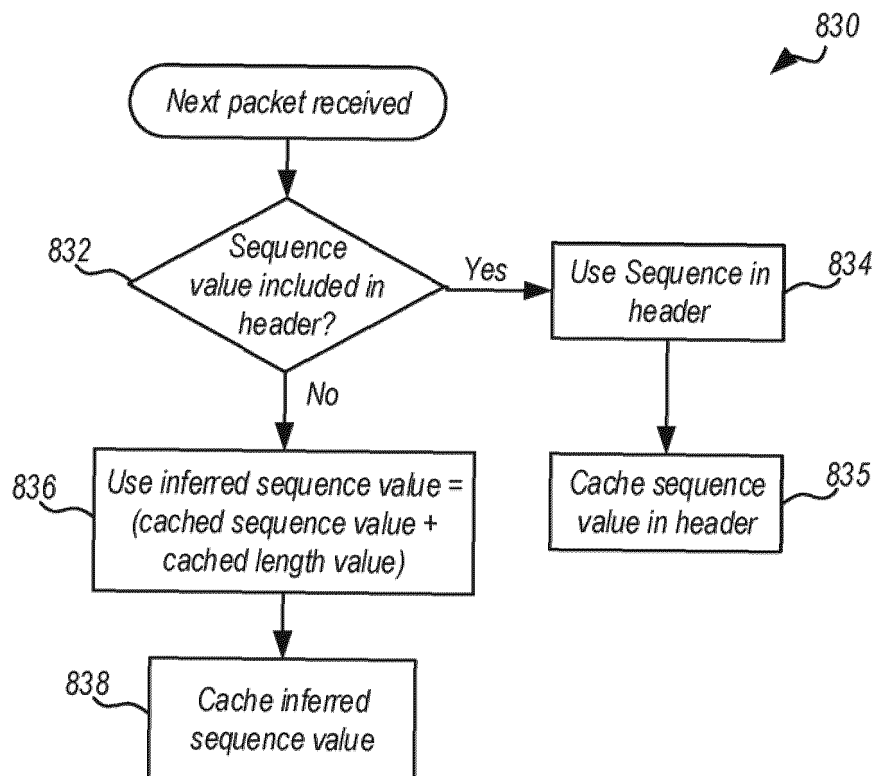 830
Next packet received
832
Sequence
value included in
header?
Yes
Use Sequence in
header
834
No
836
Use inferred sequence value =
(cached sequence value +
cached length value)
Cache sequence
value in header
835
838
Cache inferred
sequence value